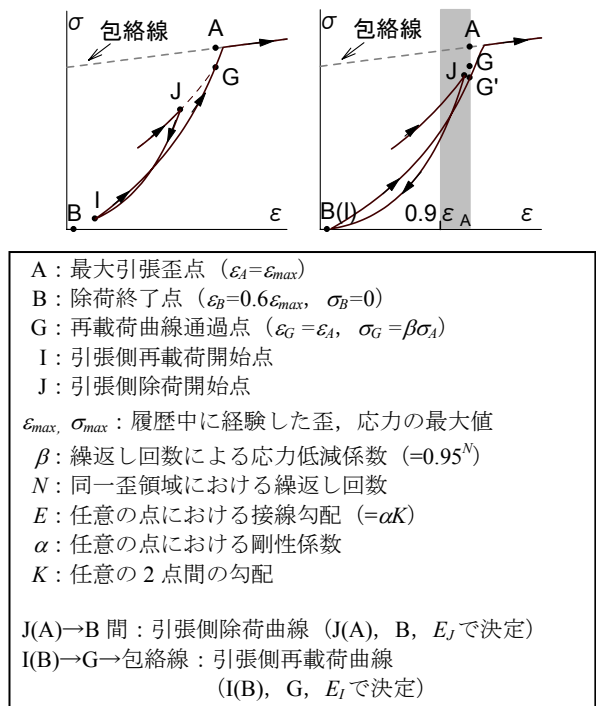 σ
包絡線
A
G
J
I
B
ε
σ
包絡線
A
G
J
G'
B(I)
0.9
ε
A
ε
A：最大引張歪点（εA=εmax）
B：除荷終了点（εB=0.6εmax, σB=0）
G：再載荷曲線通過点（εG =εA, σG =βσA）
I：引張側再載荷開始点
J：引張側除荷開始点
εmax, σmax：履歴中に経験した歪，応力の最大値
β：繰返し回数による応力低減係数（=0.95N）
N：同一歪領域における繰返し回数
E：任意の点における接線勾配（=αK）
α：任意の点における剛性係数
K：任意の 2 点間の勾配
J(A)→B 間：引張側除荷曲線（J(A)，B，EJで決定）
I(B)→G→包絡線：引張側再載荷曲線
（I(B)，G，EIで決定）